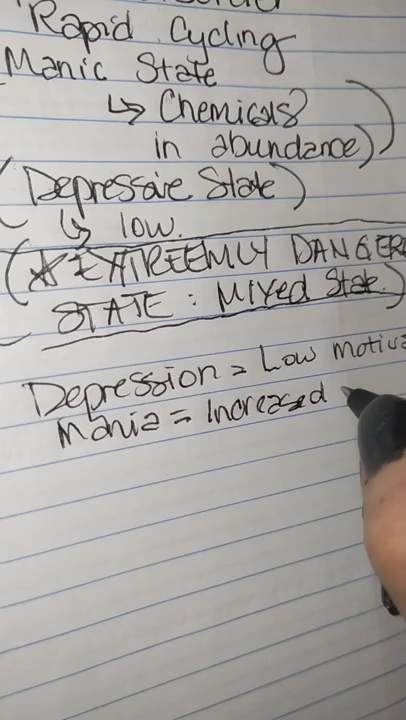 Rapid Cycling
Manic State
↳ Chemicals?
in abundance)
(Depressive State)
↳ low.
(* EXTREEMLY DANGER
STATE: Mixed State.)
Depression = Low motiva
Mania = Increased